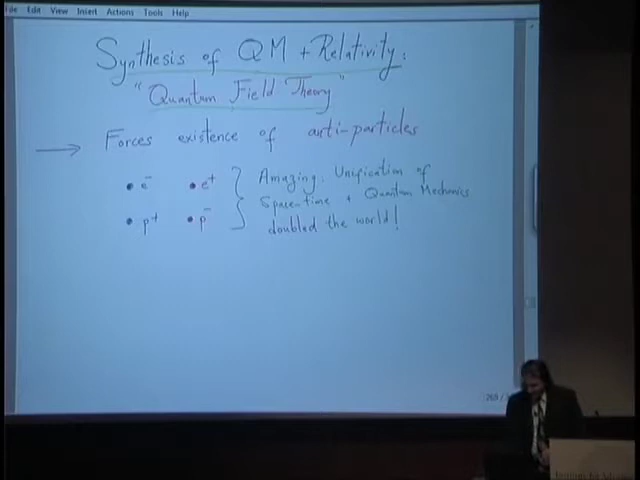 File Edit View Insert Actions Tools Help
Synthesis of QM + Relativity:
"Quantum Field Theory"
→ Forces existence of anti-particles
• e⁻ • e⁺
• p⁺ • p⁻
Amazing: Unification of
Space-time + Quantum Mechanics
doubled the world!
269 /